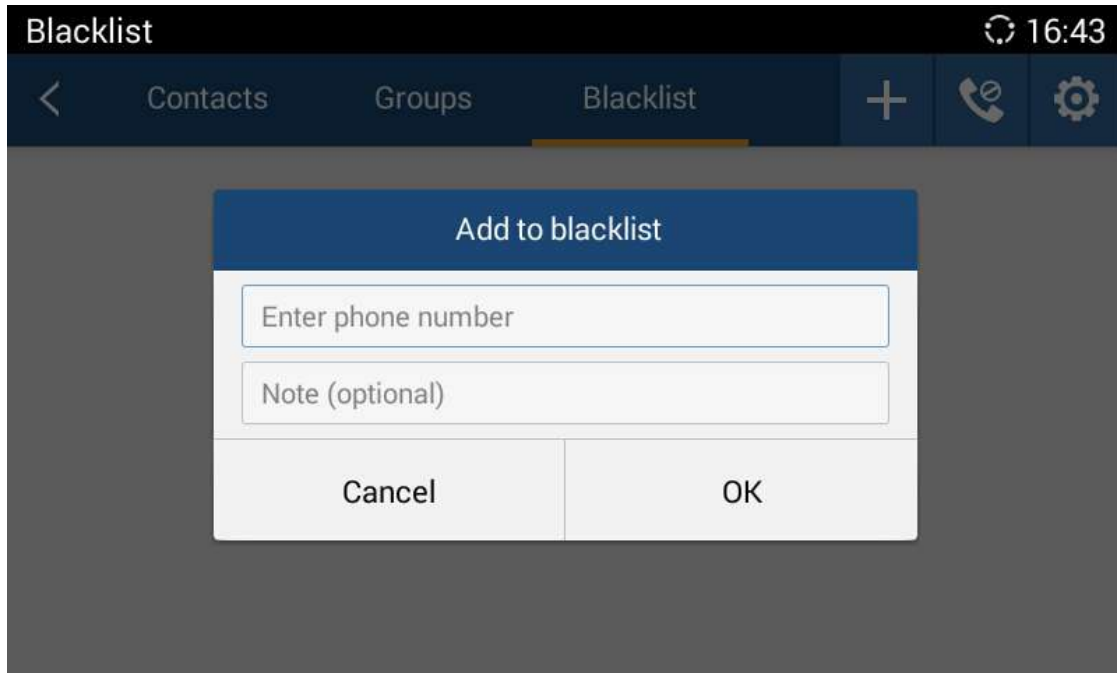 Blacklist 16:43
Contacts Groups Blacklist
Add to blacklist
Enter phone number
Note (optional)
Cancel OK